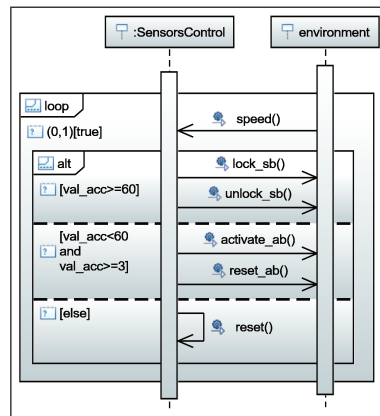 :SensorsControl
environment
loop
(0,1)[true]
speed()
alt
[val_acc>=60]
lock_sb()
unlock_sb()
[val_acc<60
and
val_acc>=3]
activate_ab()
reset_ab()
[else]
reset()